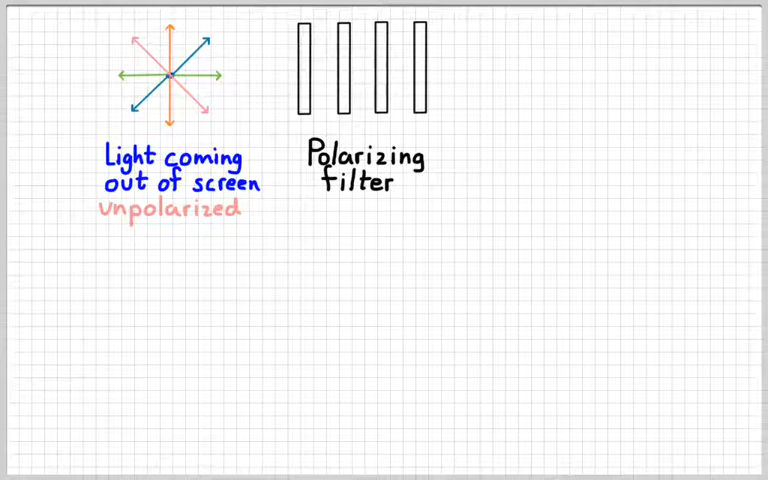 Light coming
out of screen
unpolarized
Polarizing
filter